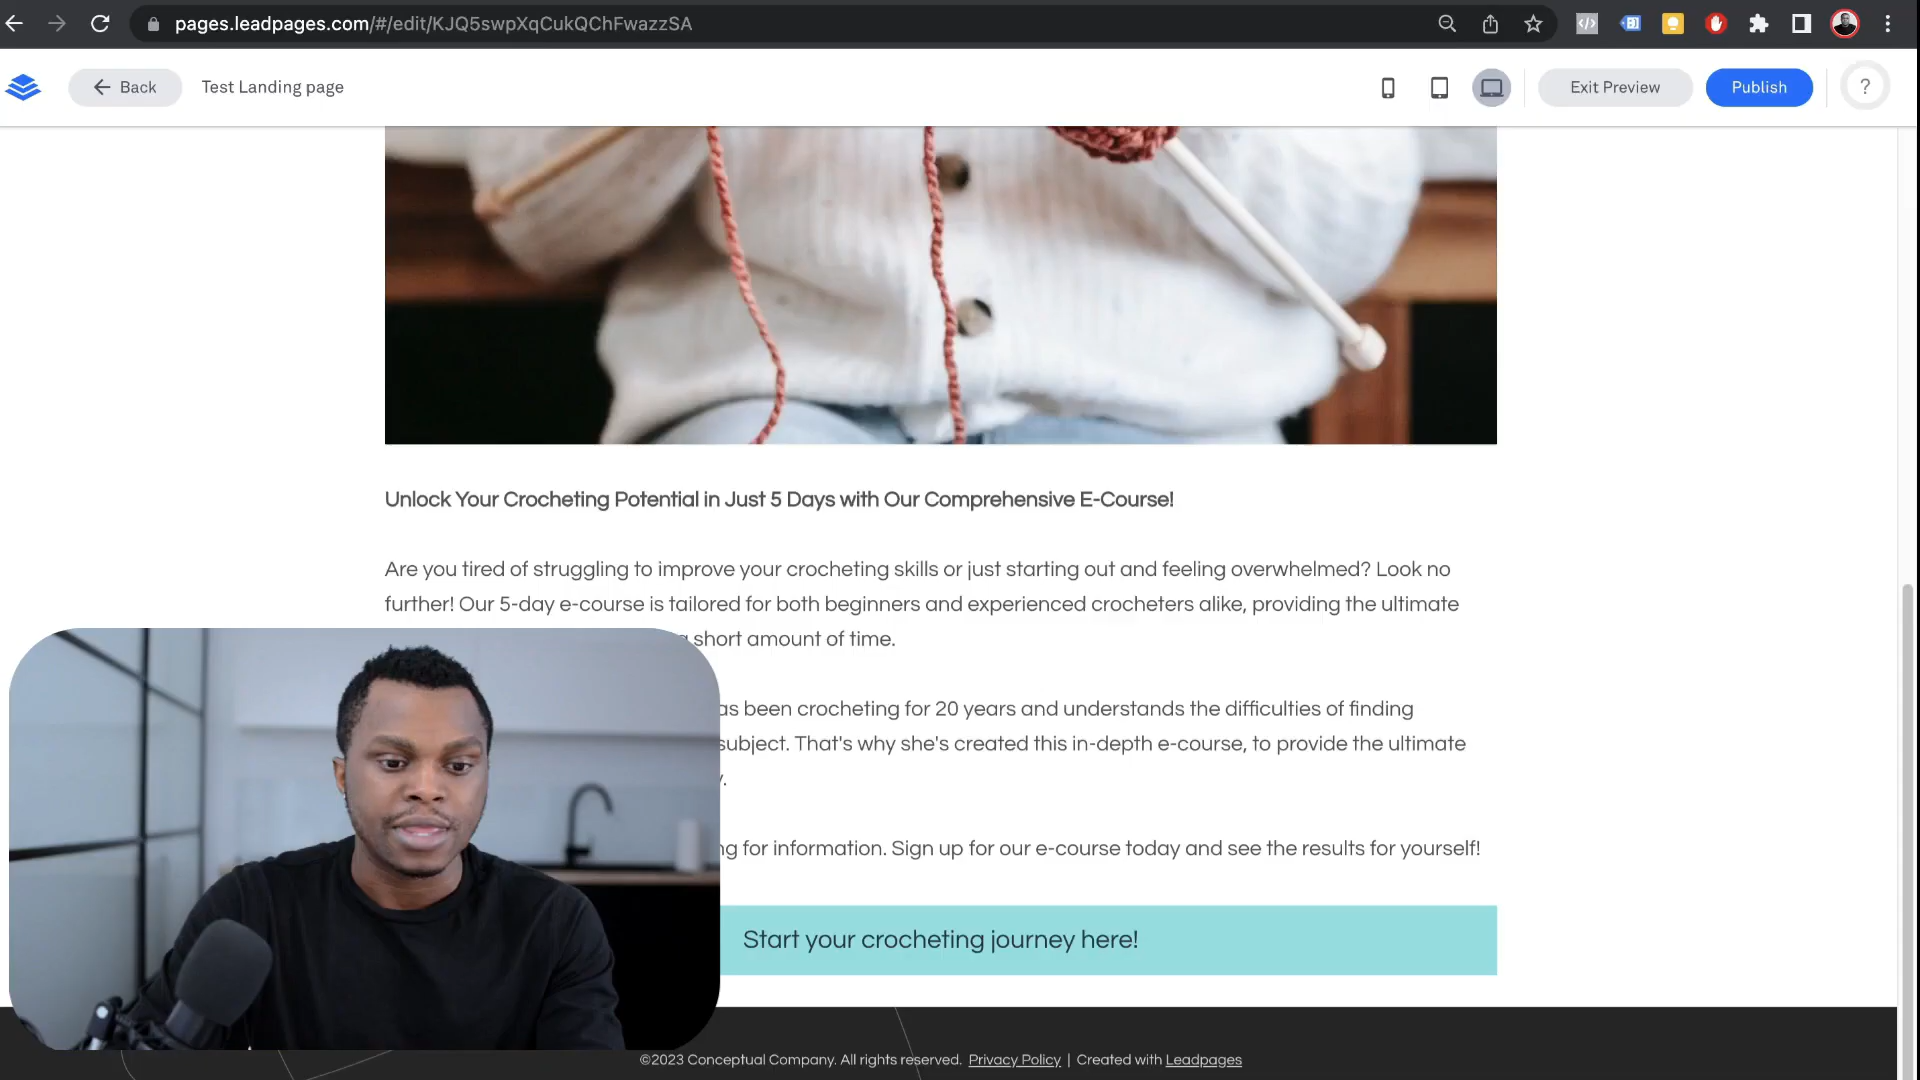 pages.leadpages.com/#/edit/KJQ5swpXqCukQChFwazzSA
Back
Test Landing page
Exit Preview
Publish
?
Unlock Your Crocheting Potential in Just 5 Days with Our Comprehensive E-Course!
Are you tired of struggling to improve your crocheting skills or just starting out and feeling overwhelmed? Look no
further! Our 5-day e-course is tailored for both beginners and experienced crocheters alike, providing the ultimate
short amount of time.
been crocheting for 20 years and understands the difficulties of finding
subject. That's why she's created this in-depth e-course, to provide the ultimate
for information. Sign up for our e-course today and see the results for yourself!
Start your crocheting journey here!
©2023 Conceptual Company. All rights reserved. Privacy Policy | Created with Leadpages